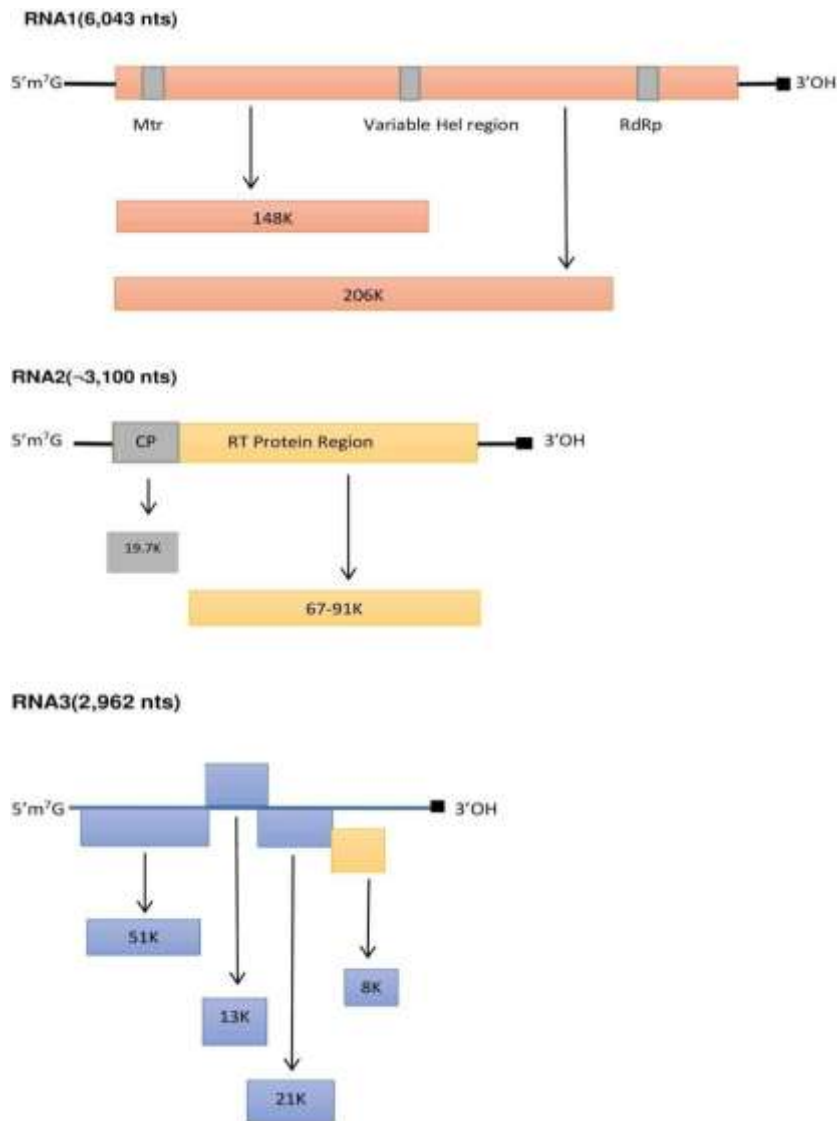 RNA1(6,043 nts)
5'm⁷G 3'OH
Mtr Variable Hel region RdRp
148K
206K
RNA2(~3,100 nts)
5'm⁷G CP RT Protein Region 3'OH
19.7K
67-91K
RNA3(2,962 nts)
5'm⁷G 3'OH
51K
8K
13K
21K